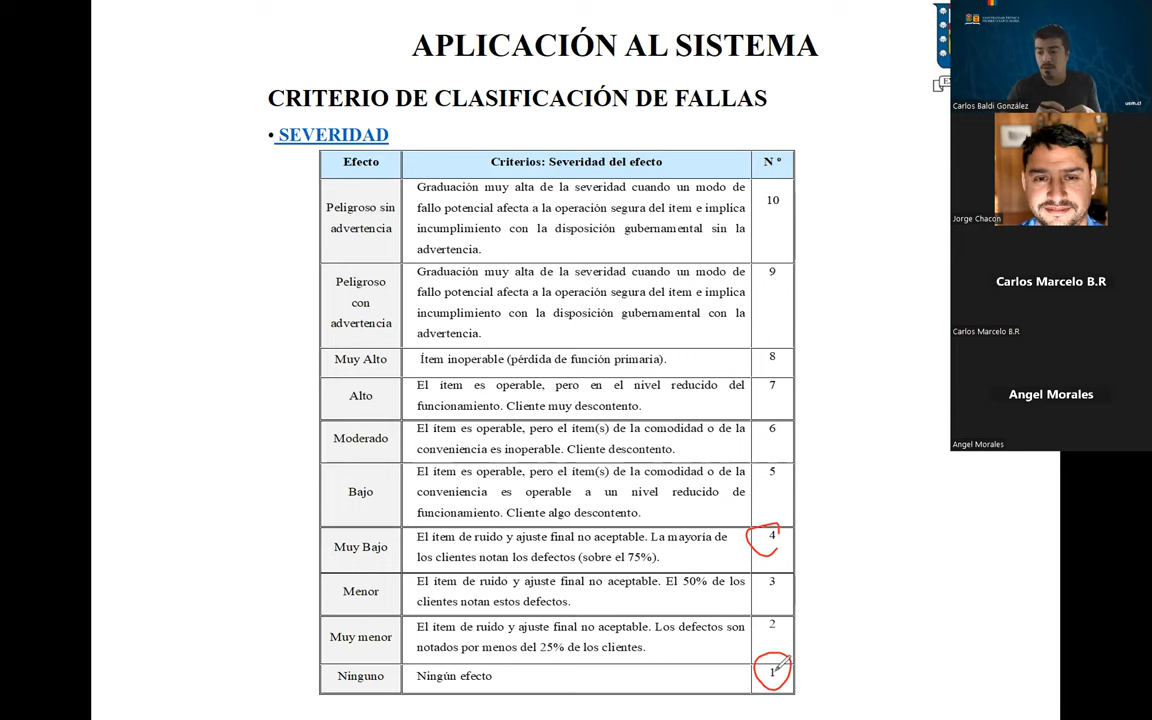 APLICACIÓN AL SISTEMA
CRITERIO DE CLASIFICACIÓN DE FALLAS
• SEVERIDAD
Efecto
Criterios: Severidad del efecto
N º
Peligroso sin
advertencia
Graduación muy alta de la severidad cuando un modo de
fallo potencial afecta a la operación segura del ítem e implica
incumplimiento con la disposición gubernamental sin la
advertencia.
10
Peligroso
con
advertencia
Graduación muy alta de la severidad cuando un modo de
fallo potencial afecta a la operación segura del ítem e implica
incumplimiento con la disposición gubernamental con la
advertencia.
9
Muy Alto
Ítem inoperable (pérdida de función primaria).
8
Alto
El ítem es operable, pero en el nivel reducido del
funcionamiento. Cliente muy descontento.
7
Moderado
El ítem es operable, pero el ítem(s) de la comodidad o de la
conveniencia es inoperable. Cliente descontento.
6
Bajo
El ítem es operable, pero el ítem(s) de la comodidad o de la
conveniencia es operable a un nivel reducido de
funcionamiento. Cliente algo descontento.
5
Muy Bajo
El ítem de ruido y ajuste final no aceptable. La mayoría de
los clientes notan los defectos (sobre el 75%).
4
Menor
El ítem de ruido y ajuste final no aceptable. El 50% de los
clientes notan estos defectos.
3
Muy menor
El ítem de ruido y ajuste final no aceptable. Los defectos son
notados por menos del 25% de los clientes.
2
Ninguno
Ningún efecto
1
usm.cl
Carlos Baldi González
Jorge Chacon
Carlos Marcelo B.R
Carlos Marcelo B.R
Angel Morales
Angel Morales